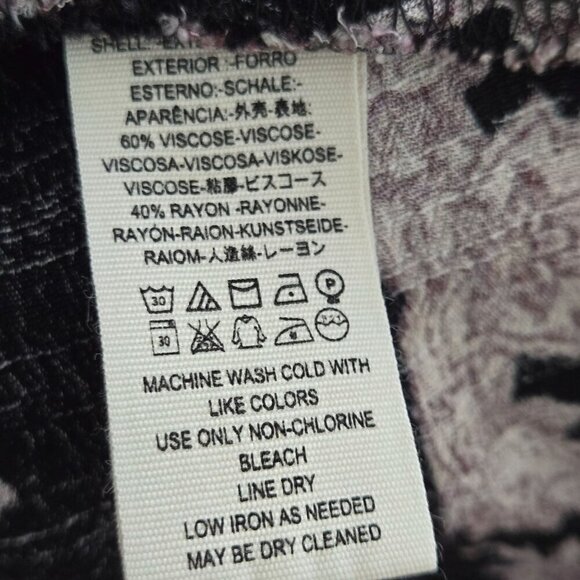 SHELL: -EXTE
EXTERIOR :-FORRO
ESTERNO:-SCHALE:-
APARÊNCIA:-外壳-表地:
60% VISCOSE-VISCOSE-
VISCOSA-VISCOSA-VISKOSE-
VISCOSE-粘膠-ビスコース
40% RAYON -RAYONNE-
RAYÓN-RAION-KUNSTSEIDE-
RAIOM-人造絲-レーヨン
30 P
30
MACHINE WASH COLD WITH
LIKE COLORS
USE ONLY NON-CHLORINE
BLEACH
LINE DRY
LOW IRON AS NEEDED
MAY BE DRY CLEANED